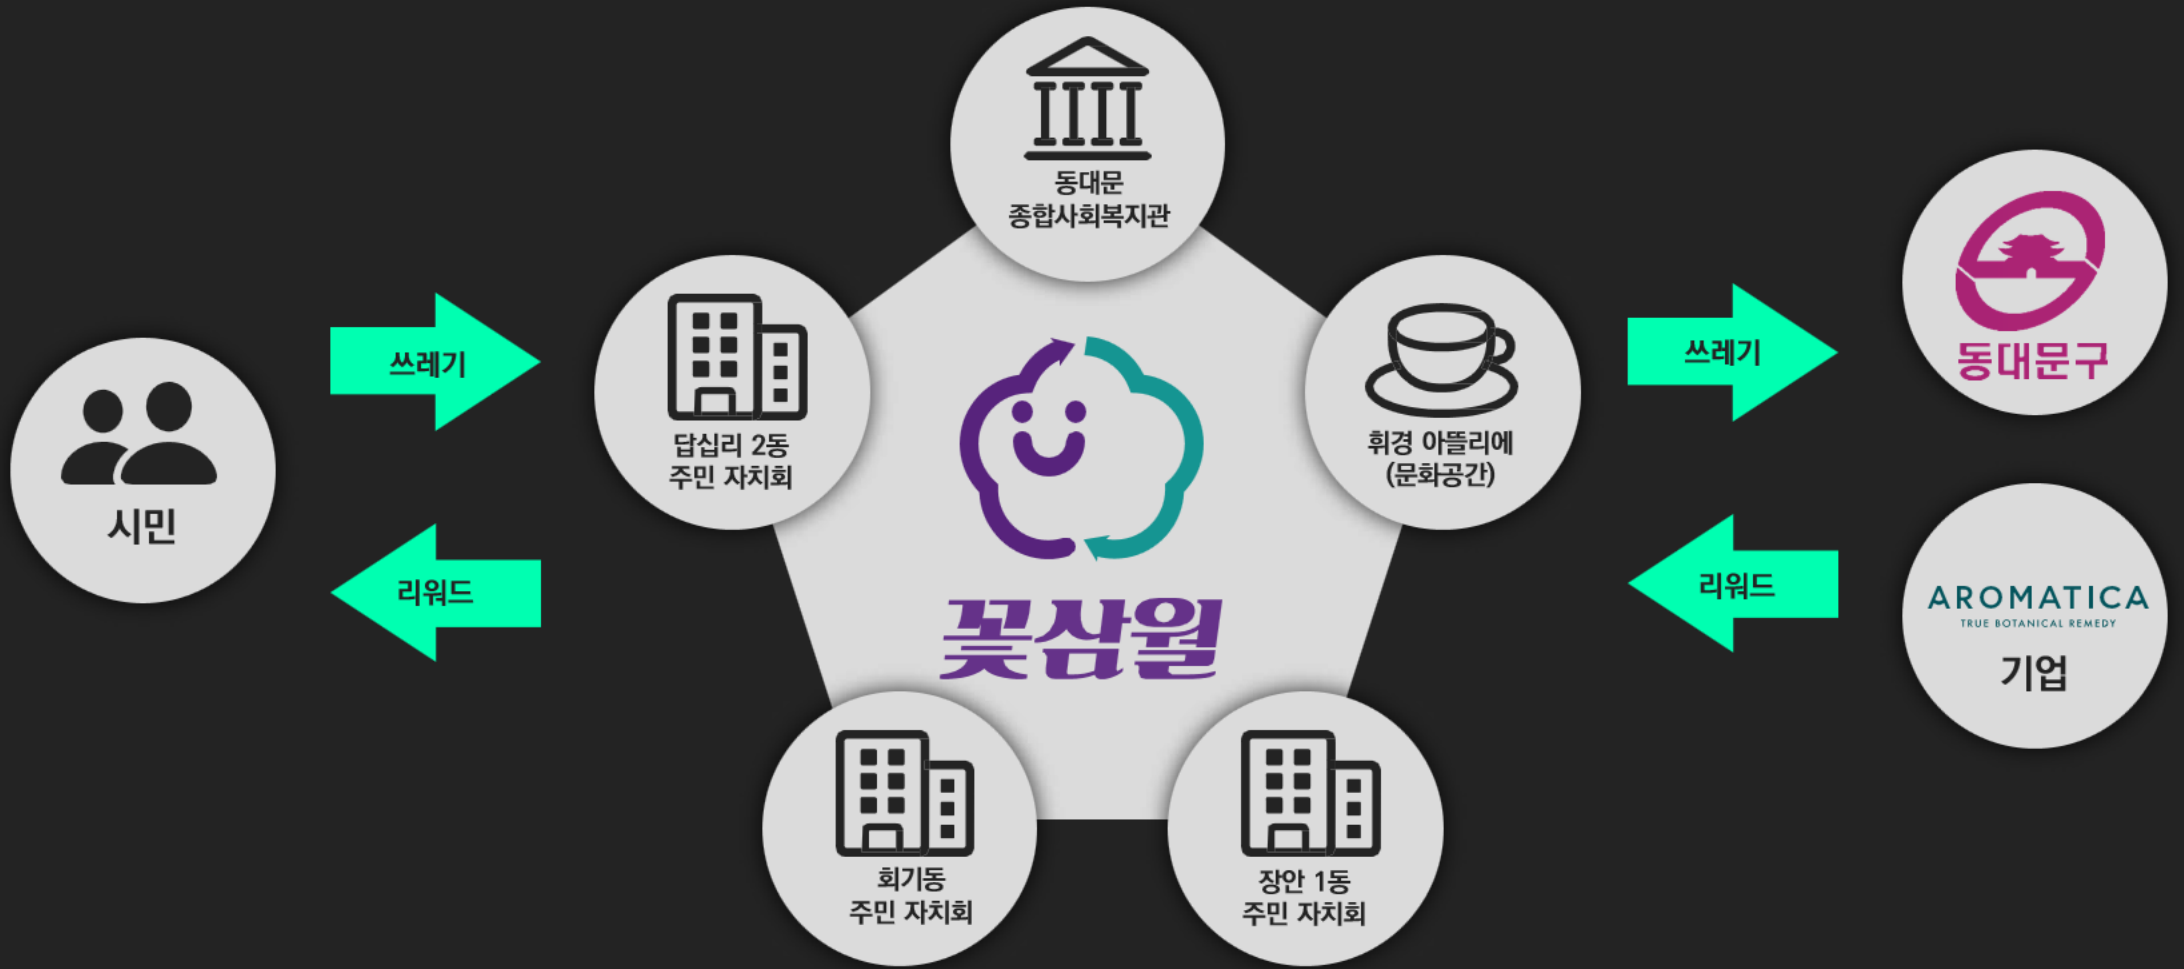 동대문
종합사회복지관
쓰레기
답십리 2동
주민 자치회
휘경 아뜰리에
(문화공간)
쓰레기
동대문구
시민
리워드
꽃삼월
리워드
AROMATICA
TRUE BOTANICAL REMEDY
기업
회기동
주민 자치회
장안 1동
주민 자치회